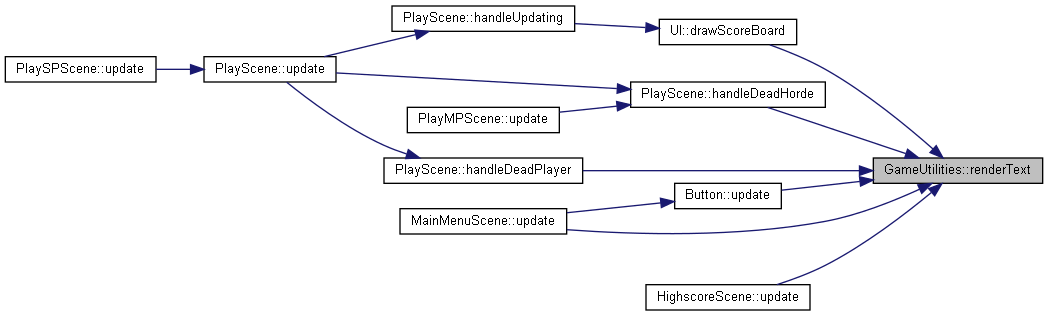 PlayScene::handleUpdating
UI::drawScoreBoard
PlaySPScene::update
PlayScene::update
PlayScene::handleDeadHorde
PlayMPScene::update
PlayScene::handleDeadPlayer
GameUtilities::renderText
Button::update
MainMenuScene::update
HighscoreScene::update